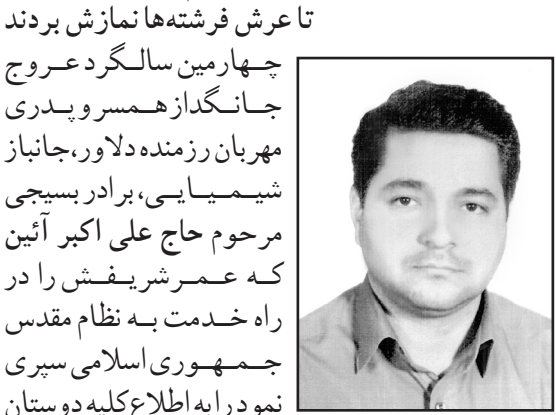 تا عرش فرشته‌ها نمازش بردند
چهارمین سالگرد عروج
جانگداز همسر و پدری
مهربان رزمنده دلاور، جانباز
شیمیایی، برادر بسیجی
مرحوم حاج علی اکبر آئین
که عمر شریفش را در
راه خدمت به نظام مقدس
جمهوری اسلامی سپری
نمود را به اطلاع کلیه دوستان